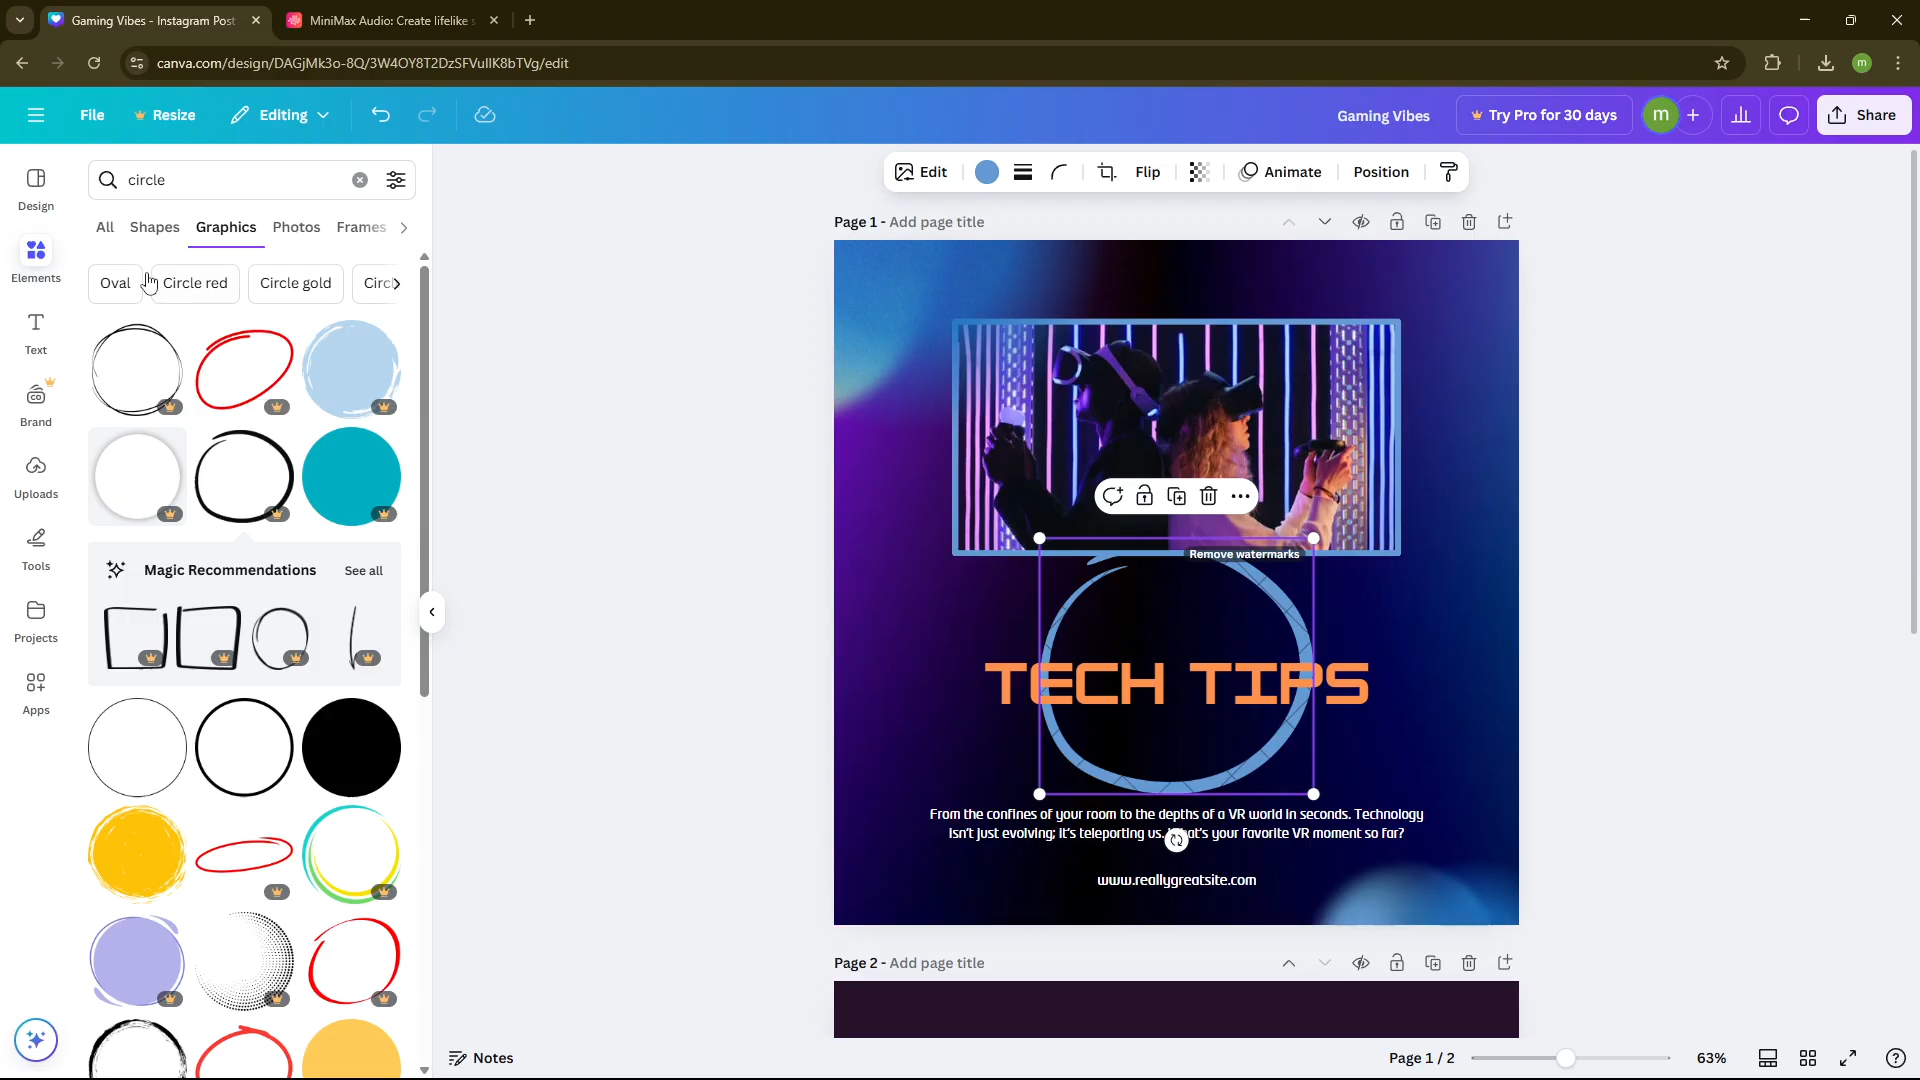 Gaming Vibes - Instagram Post
MiniMax Audio: Create lifelike s
canva.com/design/DAGjMk3o-8Q/3W4OY8T2DzSFVullK8bTVg/edit
m
File
Resize
Editing
Gaming Vibes
Try Pro for 30 days
m
Share
Design
Elements
Text
Brand
Uploads
Tools
Projects
Apps
circle
All
Shapes
Graphics
Photos
Frames
Oval
Circle red
Circle gold
Circl
Magic Recommendations
See all
Edit
Flip
Animate
Position
Page 1 - Add page title
Remove watermarks
TECH TIPS
From the confines of your room to the depths of a VR world in seconds. Technology
isn't just evolving; it's teleporting us. What's your favorite VR moment so far?
www.reallygreatsite.com
Page 2 - Add page title
Notes
Page 1 / 2
63%